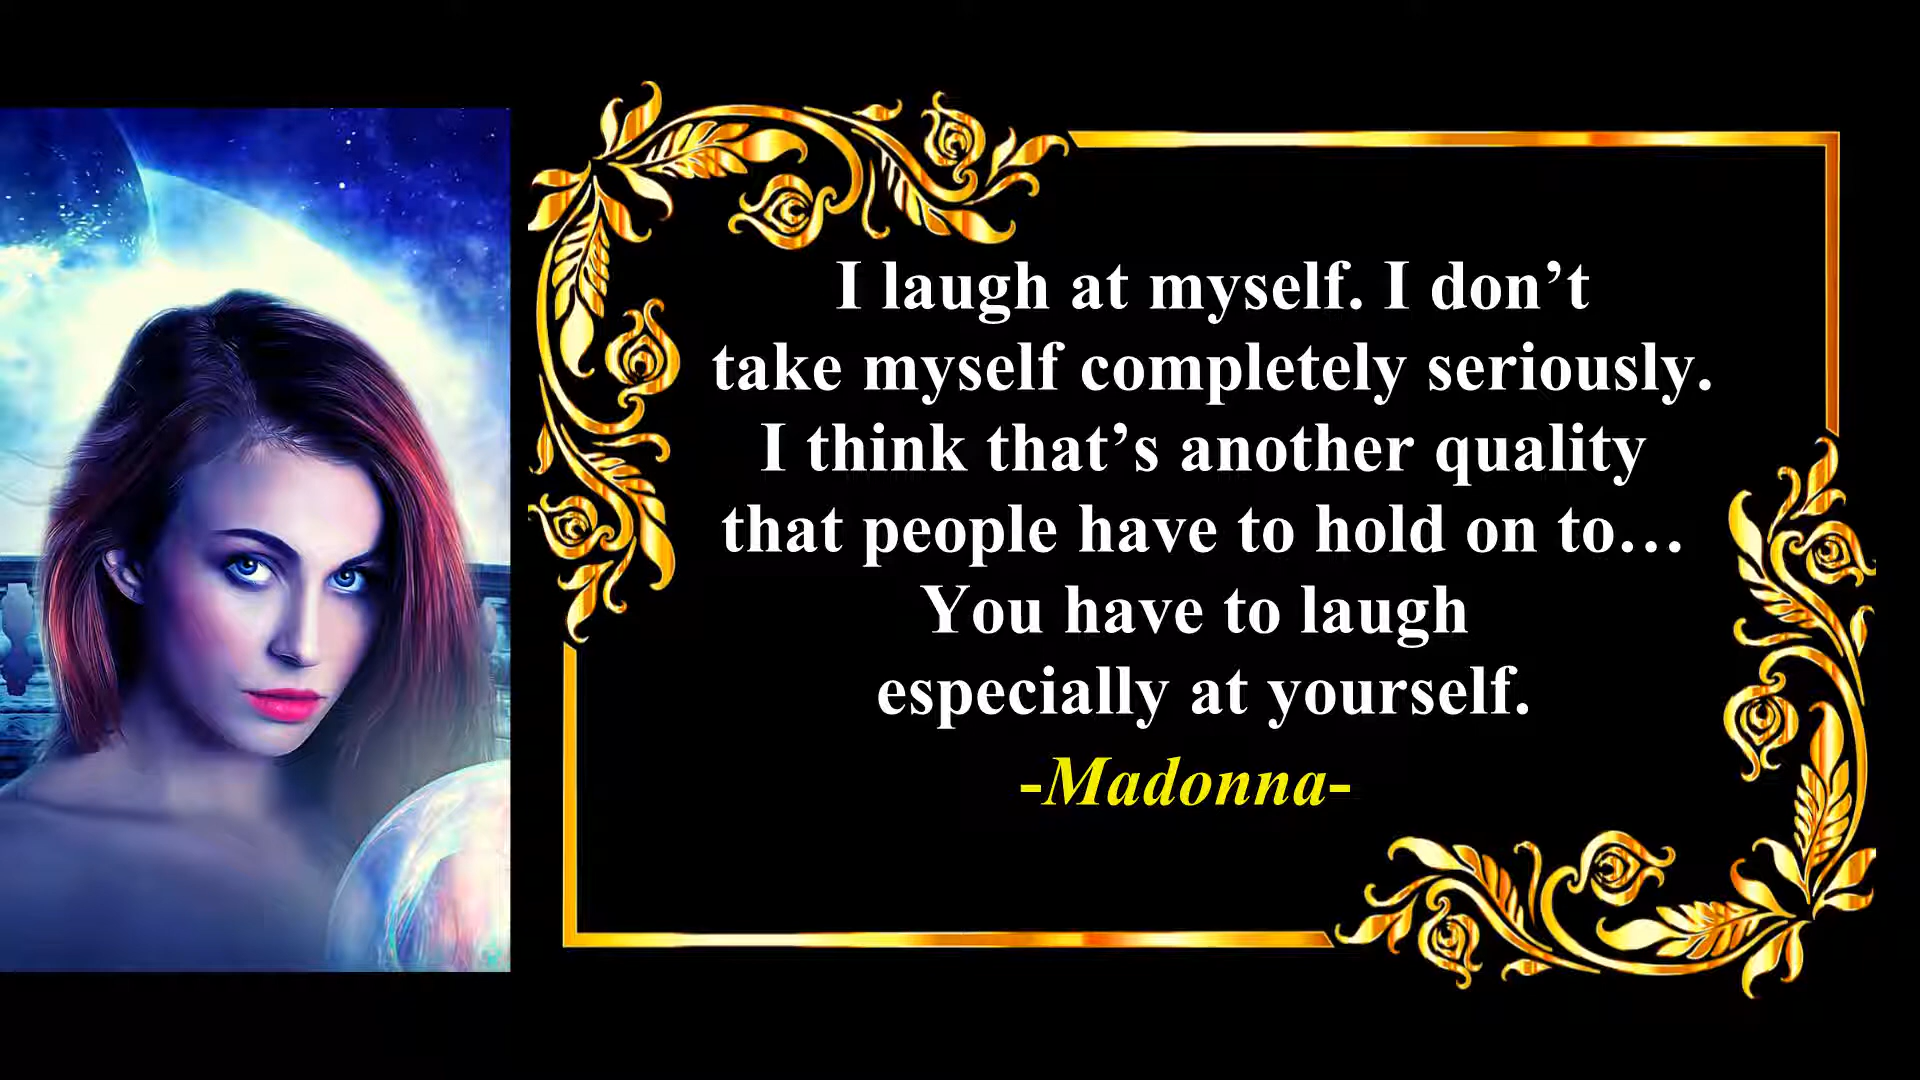 I laugh at myself. I don’t
take myself completely seriously.
I think that’s another quality
that people have to hold on to…
You have to laugh
especially at yourself.
-Madonna-